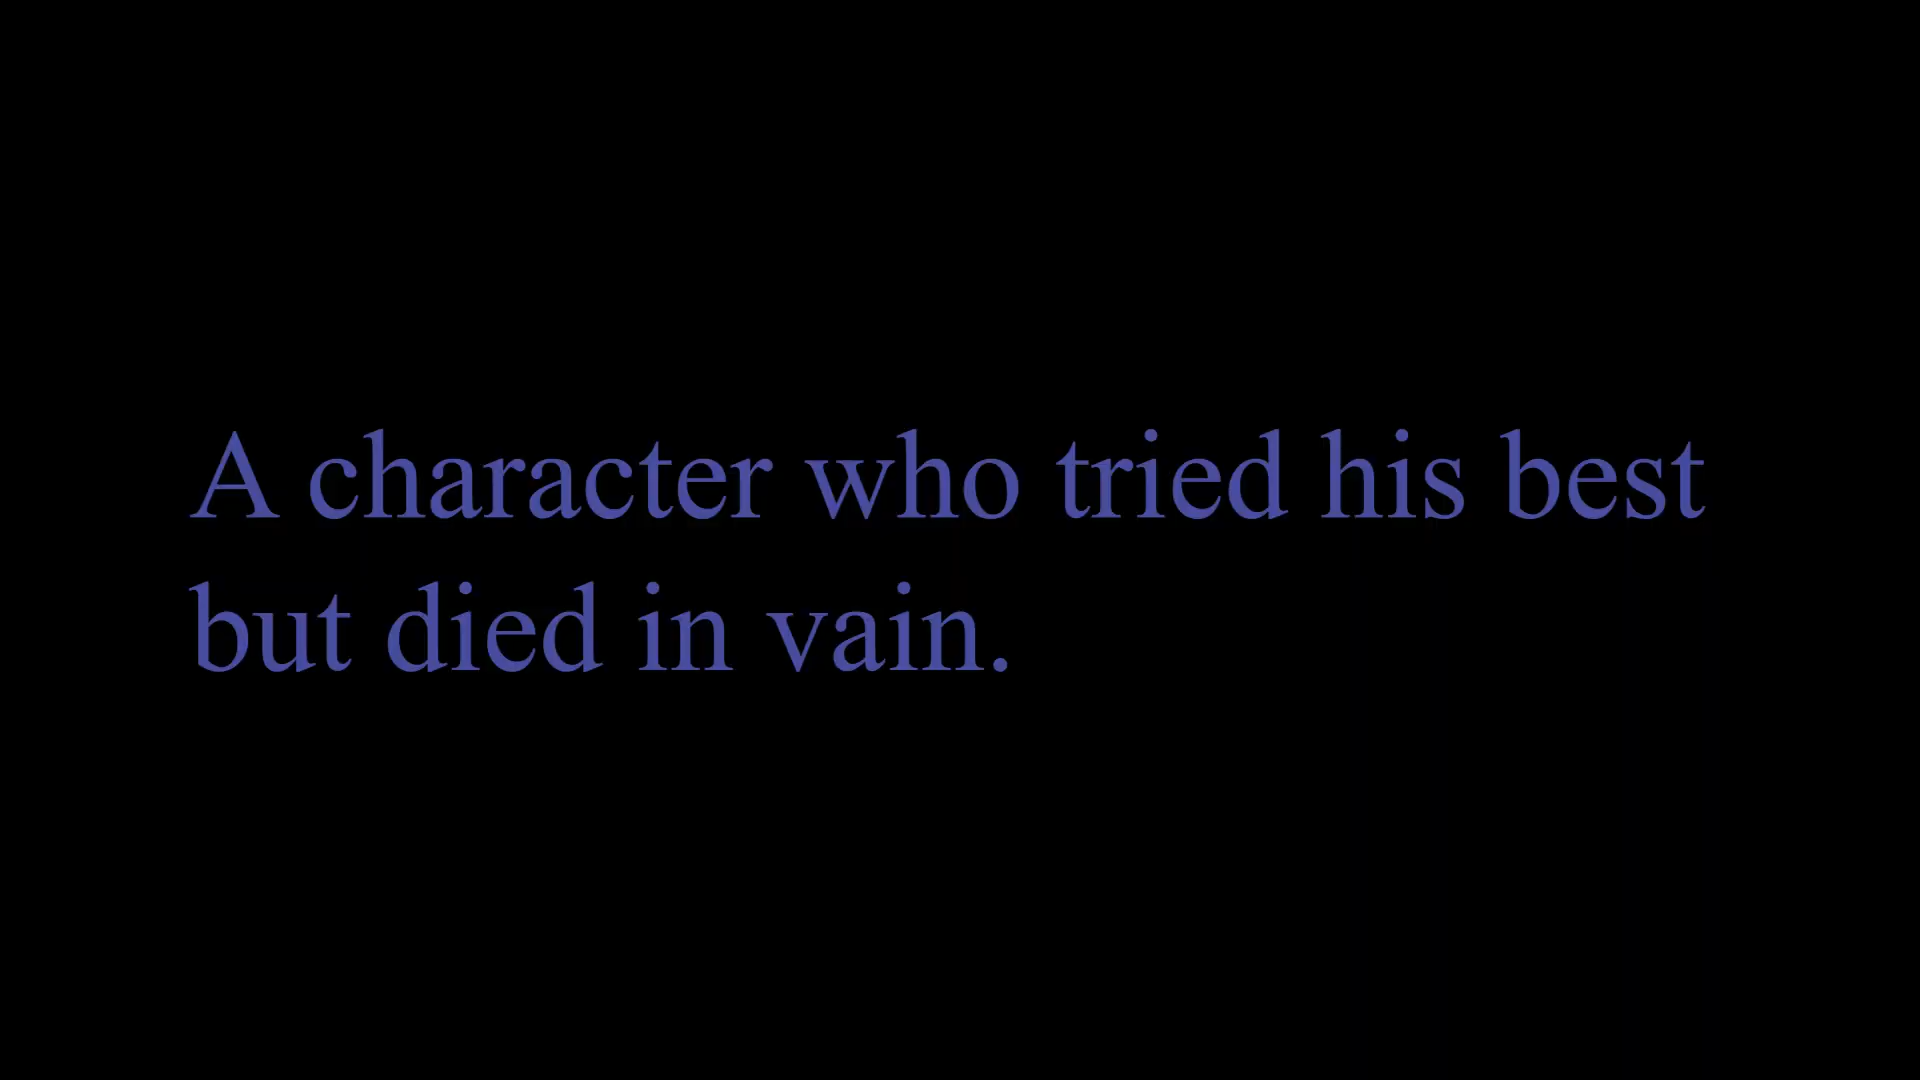 A character who tried his best
but died in vain.